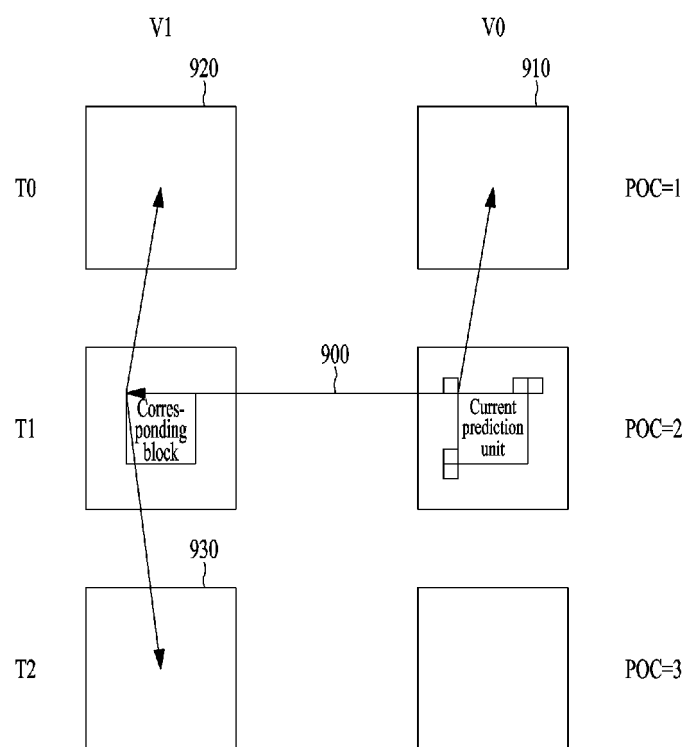 V1
V0
920
910
T0
POC=1
900
T1
Corres-
ponding
block
Current
prediction
unit
POC=2
930
T2
POC=3